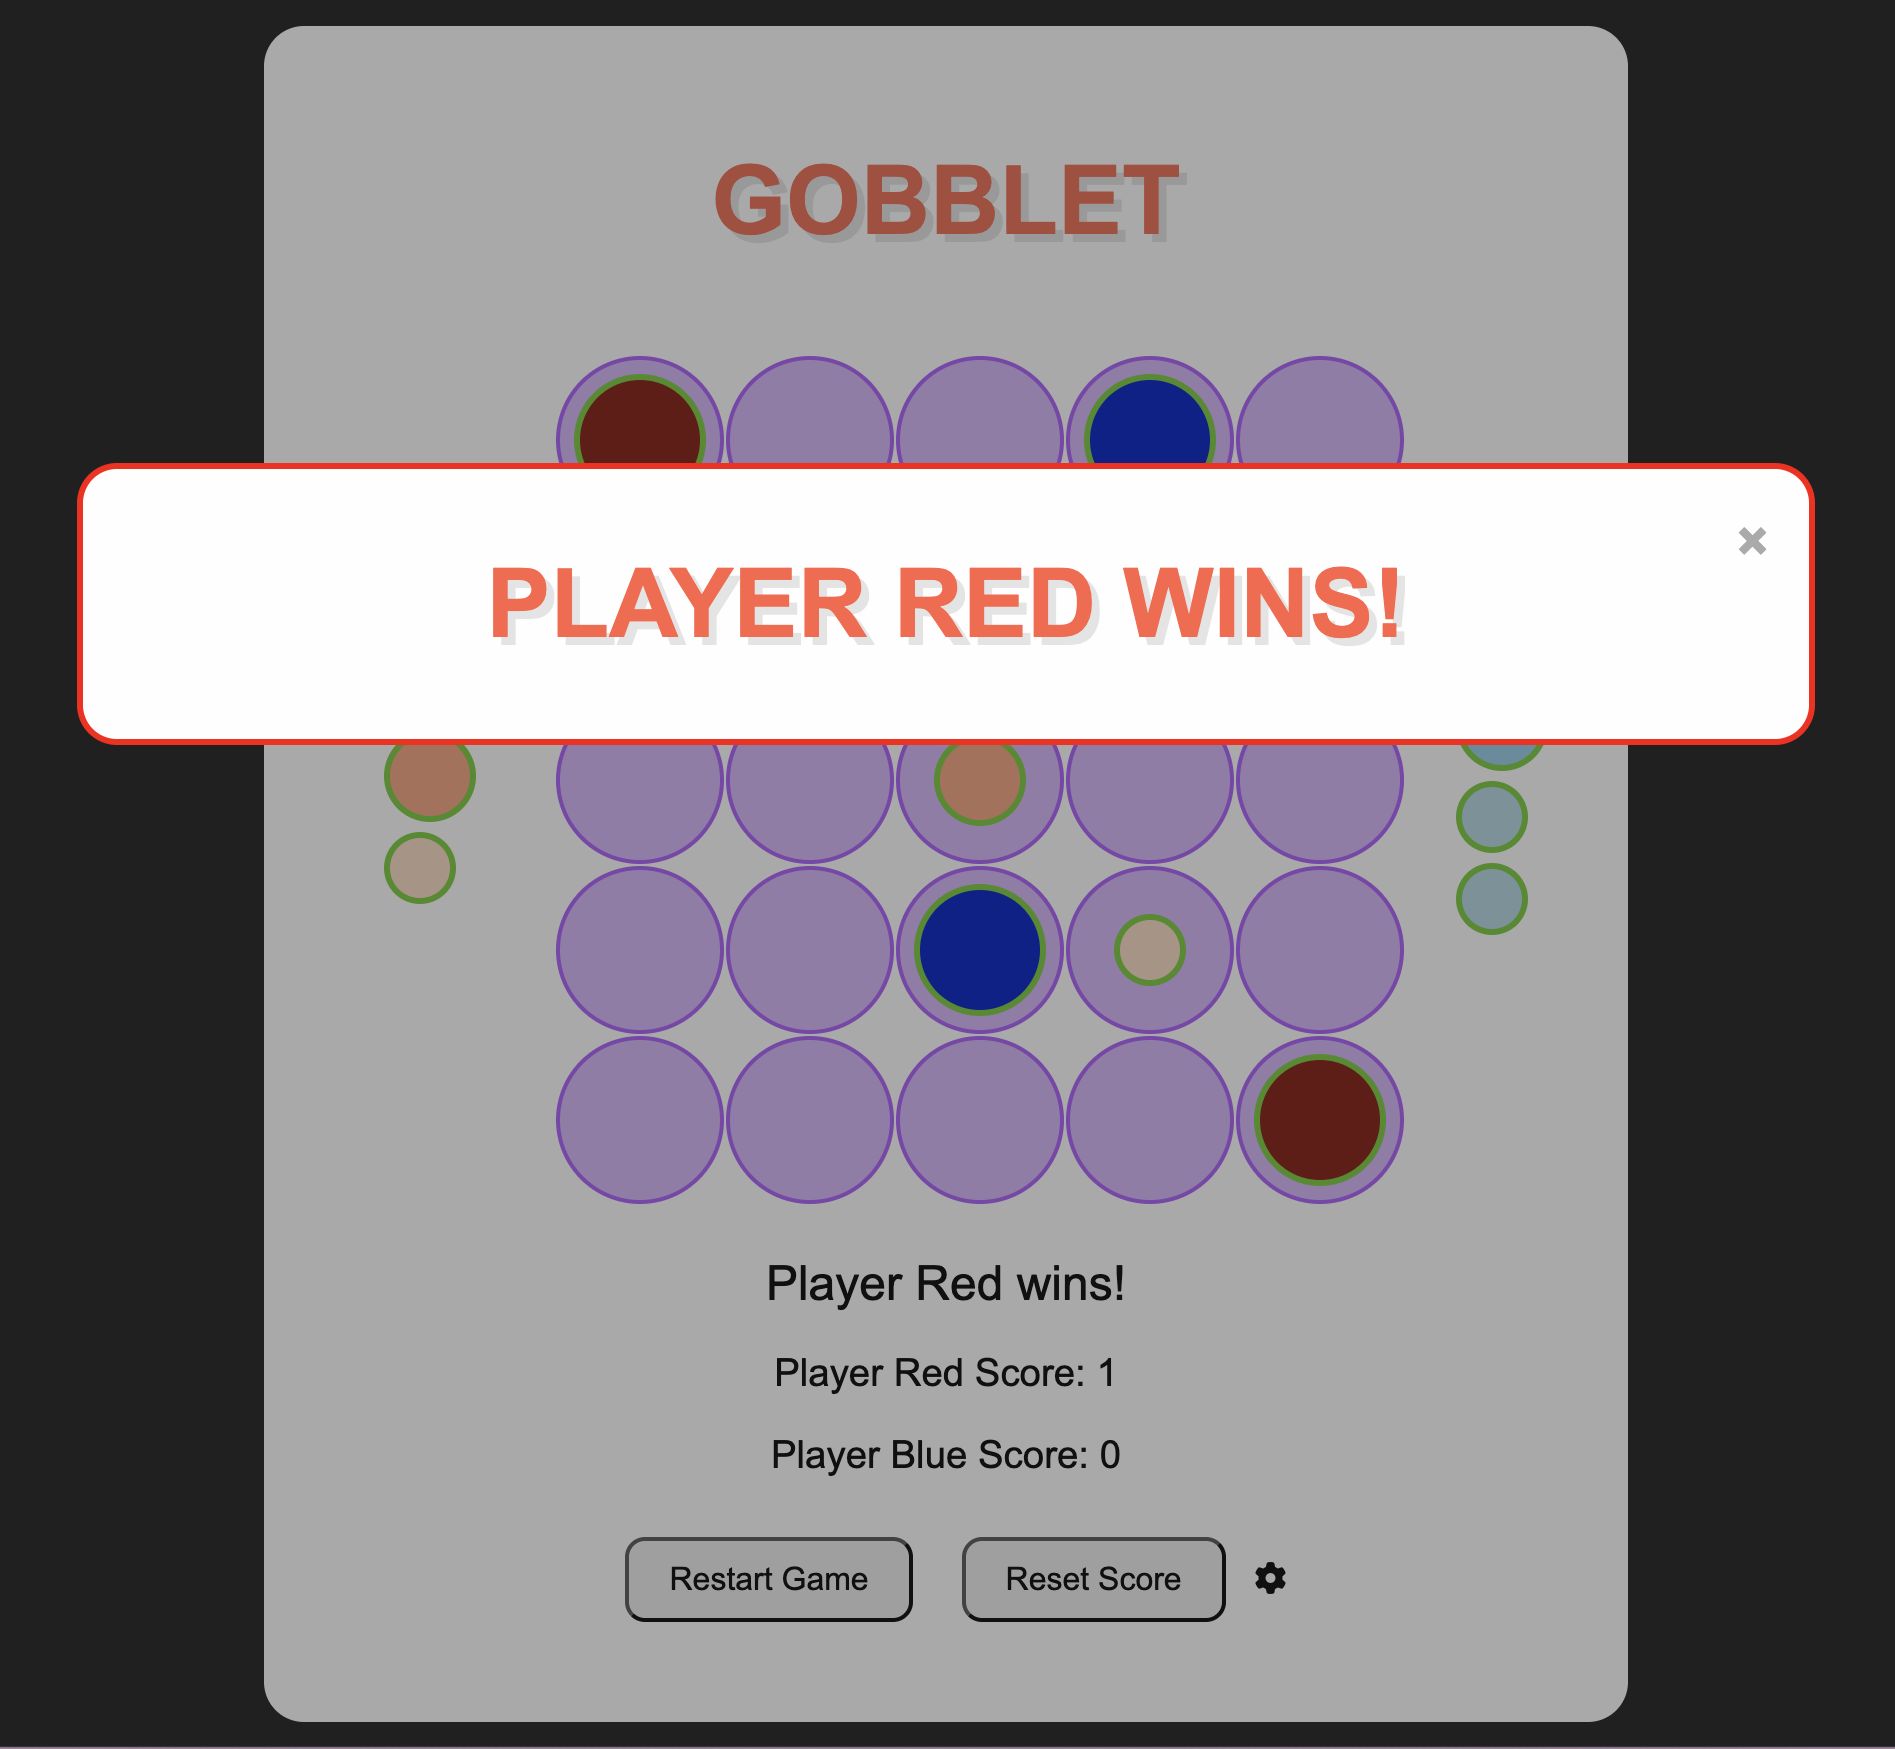 GOBBLET
PLAYER RED WINS!
Player Red wins!
Player Red Score: 1
Player Blue Score: 0
Restart Game Reset Score